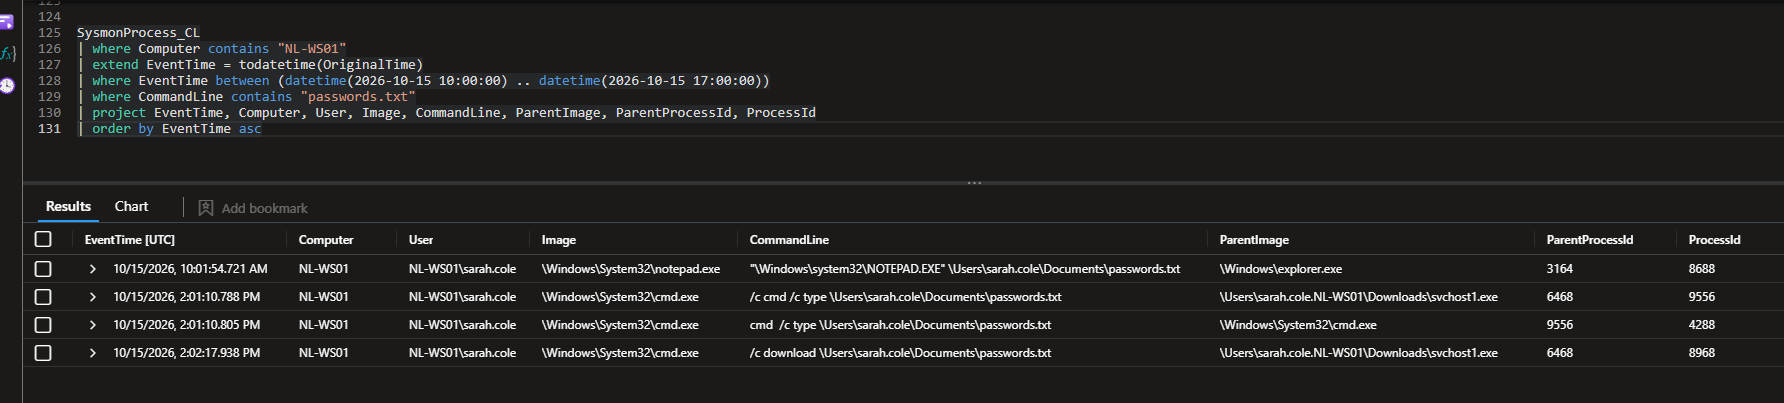 123
124
125 SysmonProcess_CL
126 | where Computer contains "NL-WS01"
127 | extend EventTime = todatetime(OriginalTime)
128 | where EventTime between (datetime(2026-10-15 10:00:00) .. datetime(2026-10-15 17:00:00))
129 | where CommandLine contains "passwords.txt"
130 | project EventTime, Computer, User, Image, CommandLine, ParentImage, ParentProcessId, ProcessId
131 | order by EventTime asc
Results Chart Add bookmark
EventTime [UTC] Computer User Image CommandLine ParentImage ParentProcessId ProcessId
10/15/2026, 10:01:54.721 AM NL-WS01 NL-WS01\sarah.cole \Windows\System32\notepad.exe "\Windows\system32\NOTEPAD.EXE" \Users\sarah.cole\Documents\passwords.txt \Windows\explorer.exe 3164 8688
10/15/2026, 2:01:10.788 PM NL-WS01 NL-WS01\sarah.cole \Windows\System32\cmd.exe /c cmd /c type \Users\sarah.cole\Documents\passwords.txt \Users\sarah.cole.NL-WS01\Downloads\svchost1.exe 6468 9556
10/15/2026, 2:01:10.805 PM NL-WS01 NL-WS01\sarah.cole \Windows\System32\cmd.exe cmd /c type \Users\sarah.cole\Documents\passwords.txt \Windows\System32\cmd.exe 9556 4288
10/15/2026, 2:02:17.938 PM NL-WS01 NL-WS01\sarah.cole \Windows\System32\cmd.exe /c download \Users\sarah.cole\Documents\passwords.txt \Users\sarah.cole.NL-WS01\Downloads\svchost1.exe 6468 8968